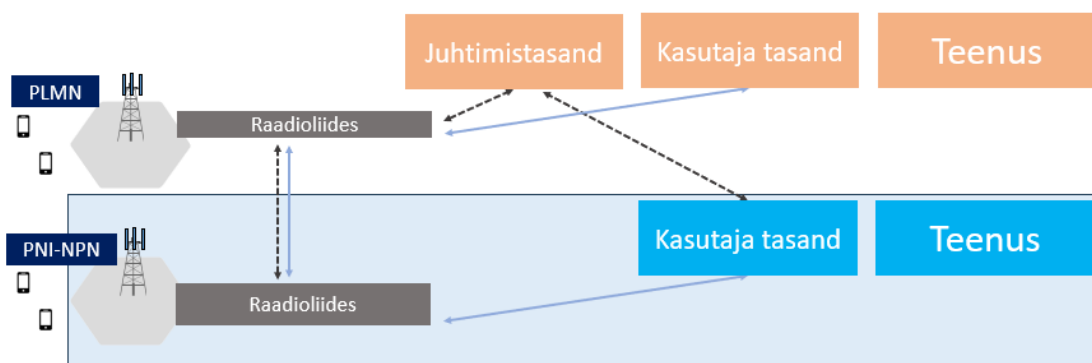 Juhtimistasand
Kasutaja tasand
Teenus
PLMN
Raadioliides
PNI-NPN
Kasutaja tasand
Teenus
Raadioliides